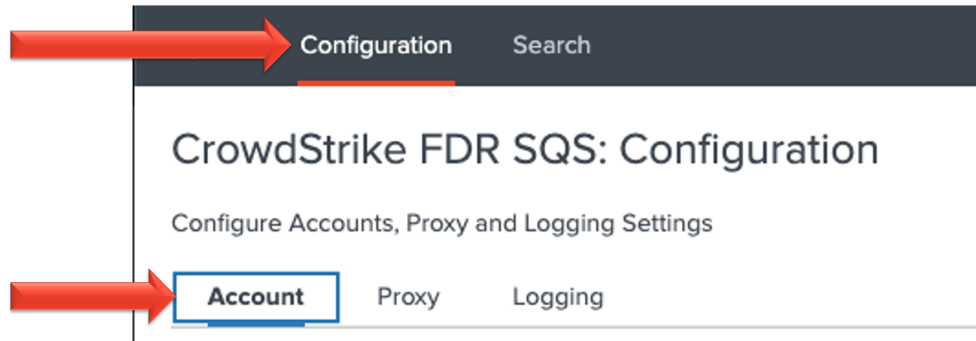 Configuration Search
CrowdStrike FDR SQS: Configuration
Configure Accounts, Proxy and Logging Settings
Account Proxy Logging